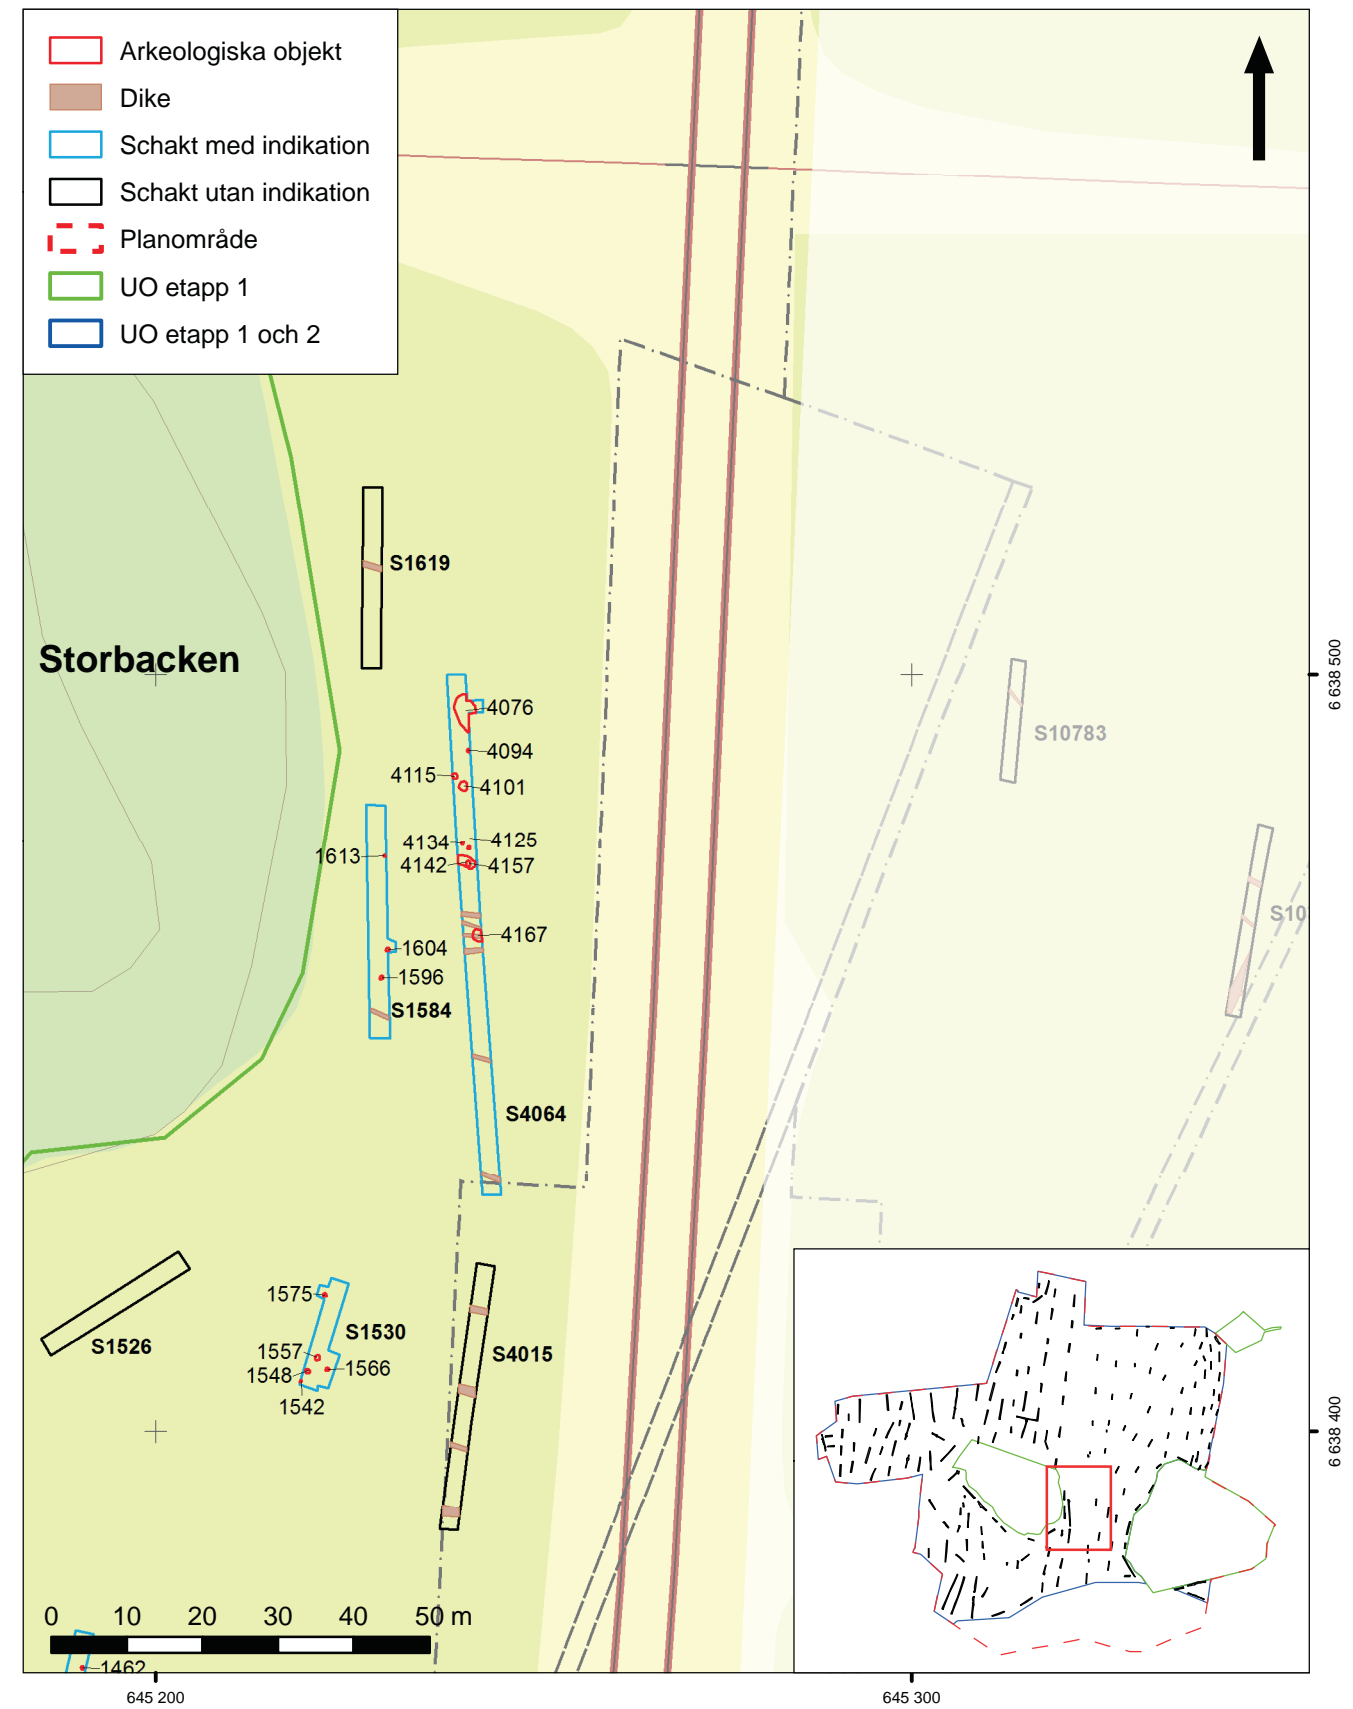 Arkeologiska objekt
Dike
Schakt med indikation
Schakt utan indikation
Planområde
UO etapp 1
UO etapp 1 och 2
S1619
Storbacken
6 638 500
4076
S10783
4094
4115
4101
4134
4125
1613
4142
4157
S10
4167
1604
1596
S1584
S4064
1575
S1530
S1526
S4015
1557
1566
1548
1542
6 638 400
0 10 20 30 40 50 m
1462
645 200
645 300